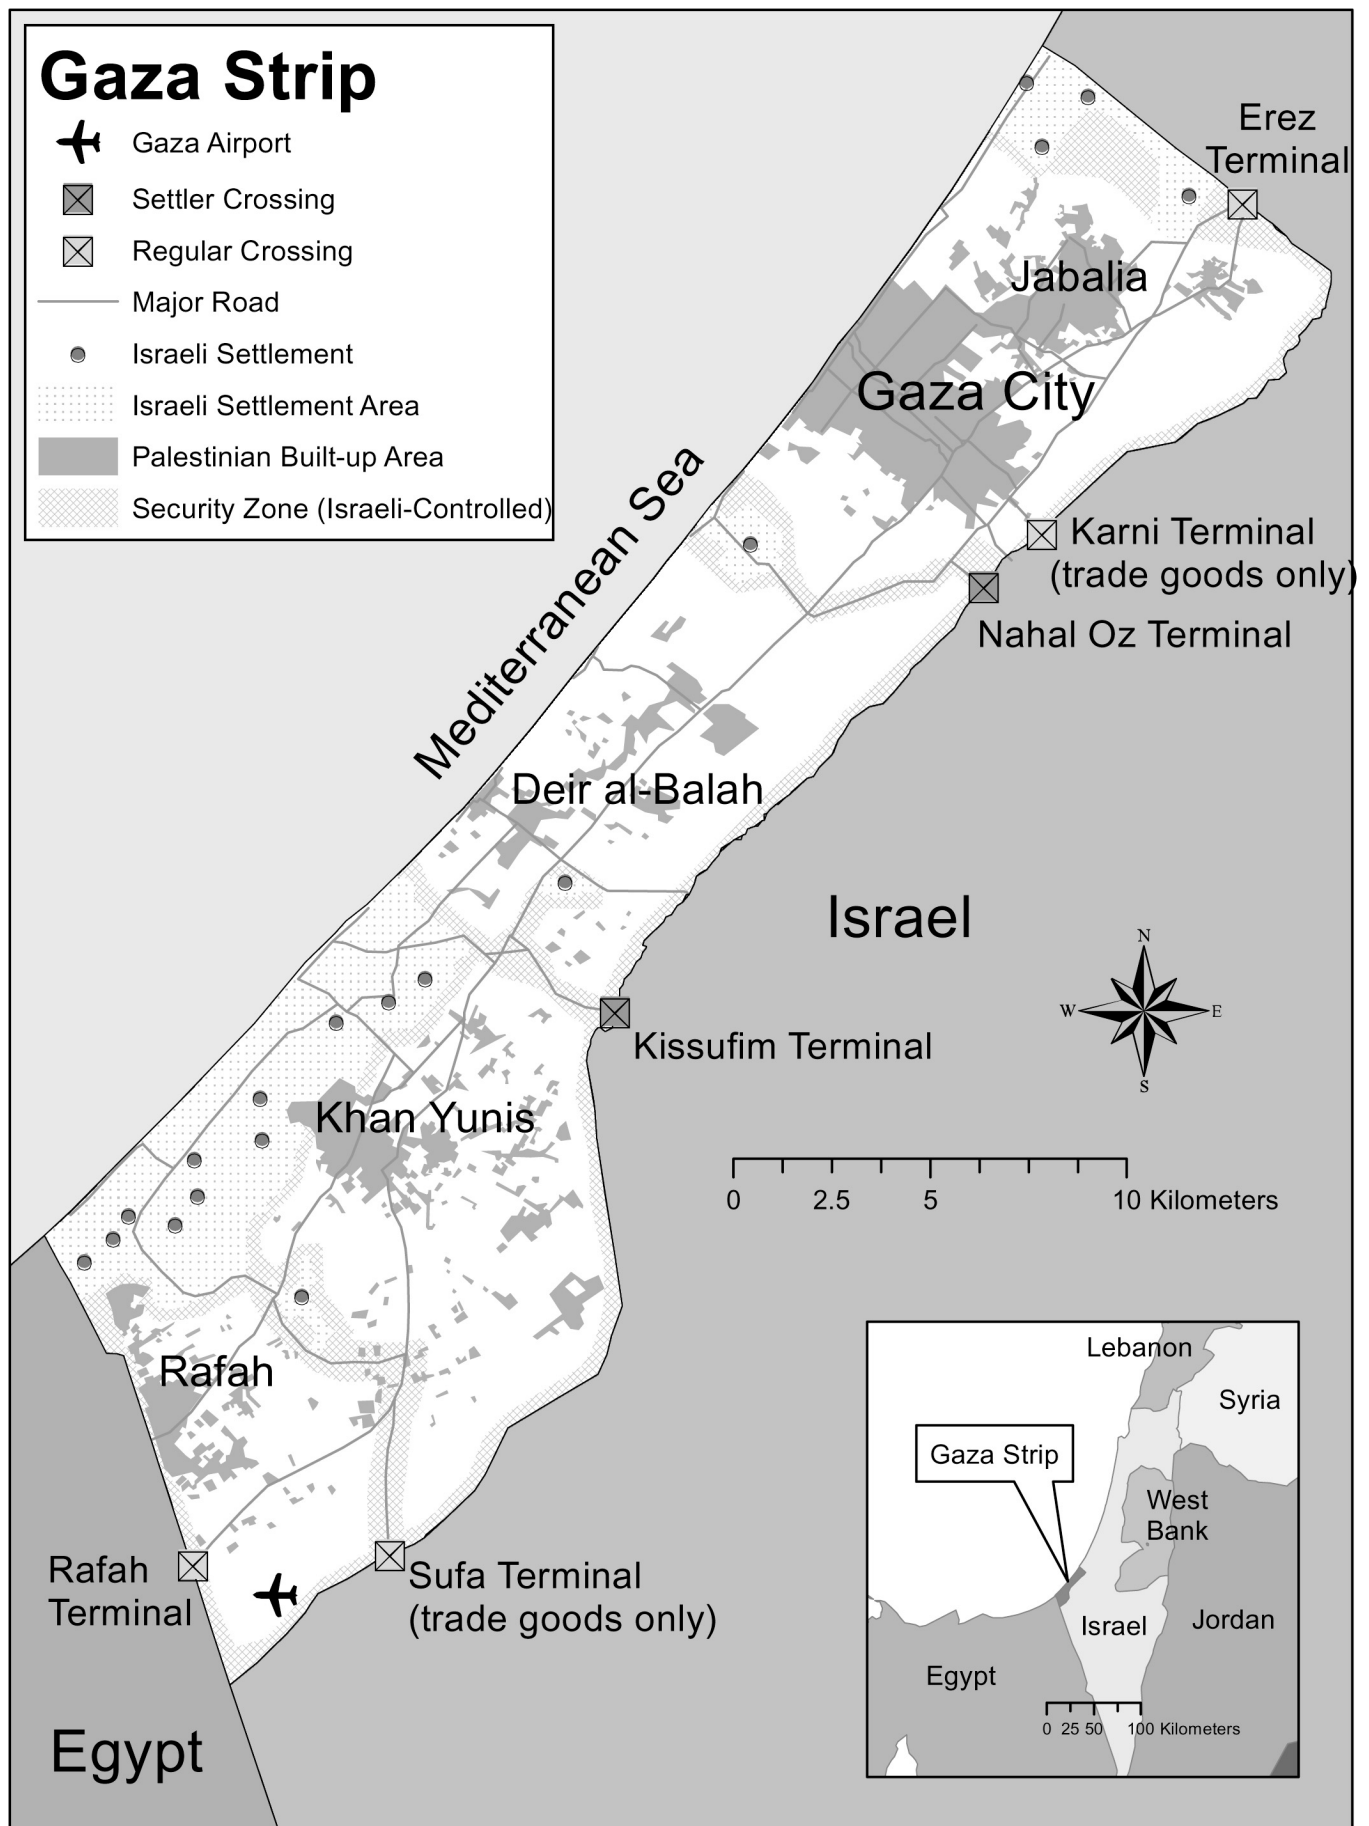 Gaza Strip
Gaza Airport
Settler Crossing
Regular Crossing
Major Road
Israeli Settlement
Israeli Settlement Area
Palestinian Built-up Area
Security Zone (Israeli-Controlled)
Erez
Terminal
Jabalia
Gaza City
Mediterranean Sea
Karni Terminal
(trade goods only)
Nahal Oz Terminal
Deir al-Balah
Israel
N
W
E
S
Kissufim Terminal
Khan Yunis
0 2.5 5 10 Kilometers
Rafah
Rafah
Terminal
Sufa Terminal
(trade goods only)
Egypt
Lebanon
Syria
Gaza Strip
West
Bank
Israel
Jordan
Egypt
0 25 50 100 Kilometers